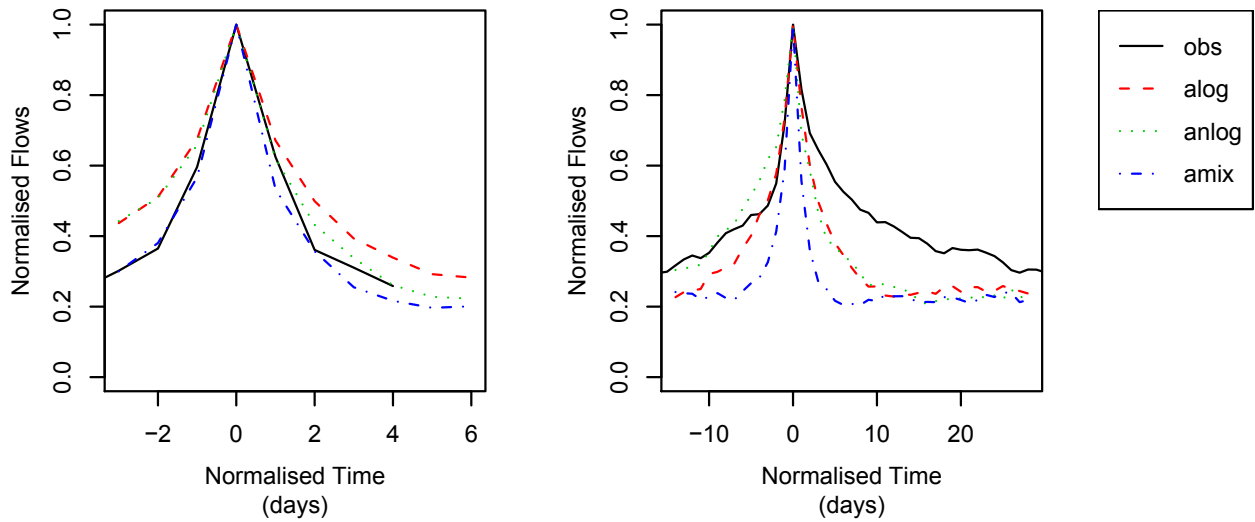 Normalised Flows
1.0
0.8
0.6
0.4
0.2
0.0
−2 0 2 4 6
Normalised Time
(days)
Normalised Flows
1.0
0.8
0.6
0.4
0.2
0.0
−10 0 10 20
Normalised Time
(days)
obs
alog
anlog
amix